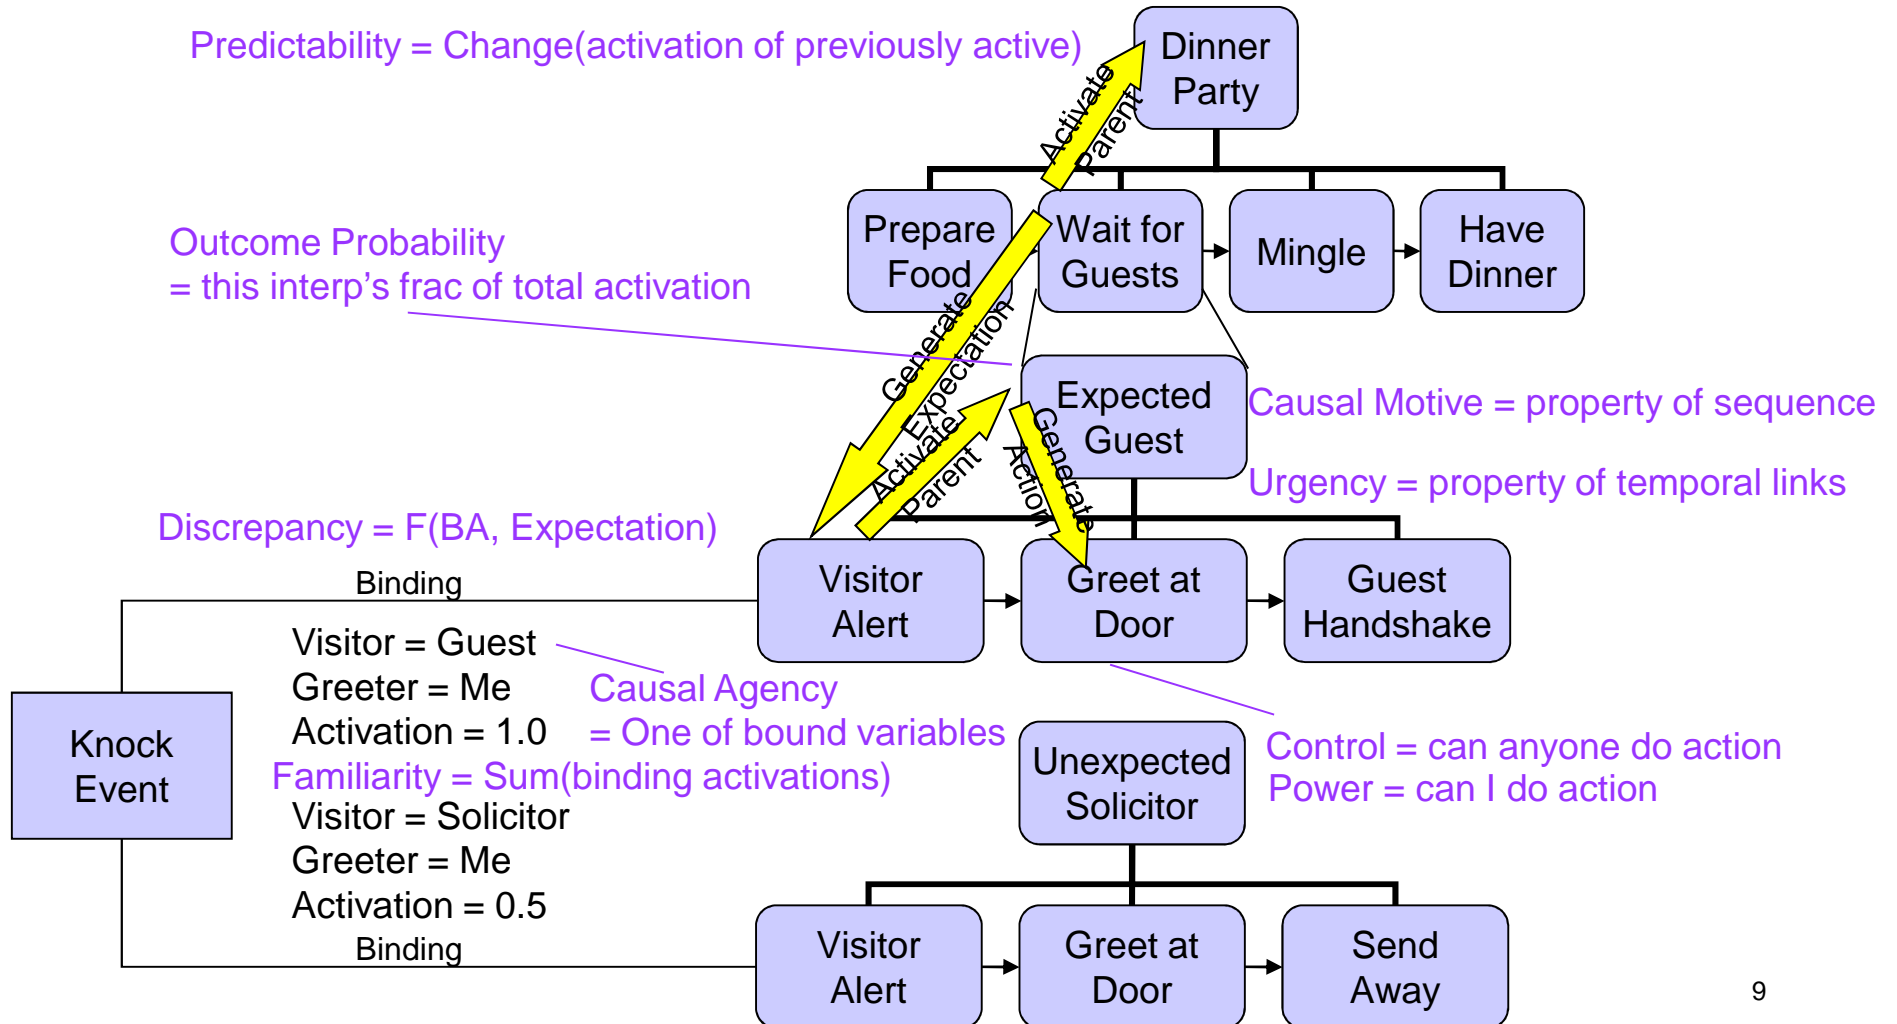 Predictability = Change(activation of previously active)
Dinner
Party
Activate
Parent
Prepare
Food
Wait for
Guests
Mingle
Have
Dinner
Outcome Probability
= this interp's frac of total activation
Generate
Expectation
Expected
Guest
Causal Motive = property of sequence
Activate
Parent
Generate
Action
Urgency = property of temporal links
Discrepancy = F(BA, Expectation)
Binding
Visitor
Alert
Greet at
Door
Guest
Handshake
Visitor = Guest
Greeter = Me
Activation = 1.0
Causal Agency
= One of bound variables
Knock
Event
Familiarity = Sum(binding activations)
Unexpected
Solicitor
Control = can anyone do action
Power = can I do action
Visitor = Solicitor
Greeter = Me
Activation = 0.5
Binding
Visitor
Alert
Greet at
Door
Send
Away
9